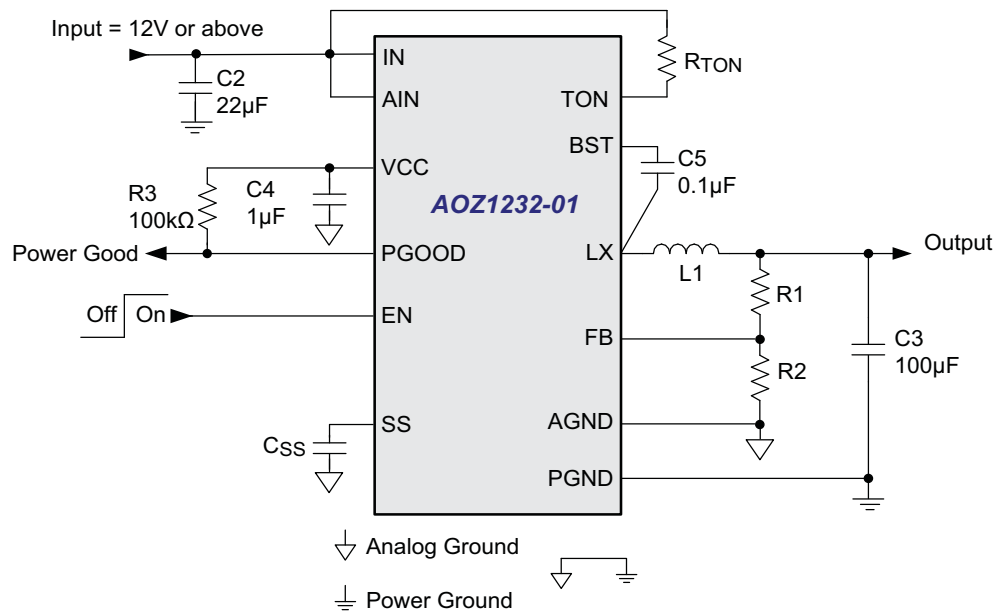 Input = 12V or above
C2
22µF
IN
AIN
RTON
TON
BST
C5
0.1µF
VCC
R3
100kΩ
C4
1µF
AOZ1232-01
Power Good
PGOOD
LX
L1
Output
R1
Off
On
EN
FB
R2
C3
100µF
CSS
SS
AGND
PGND
Analog Ground
Power Ground